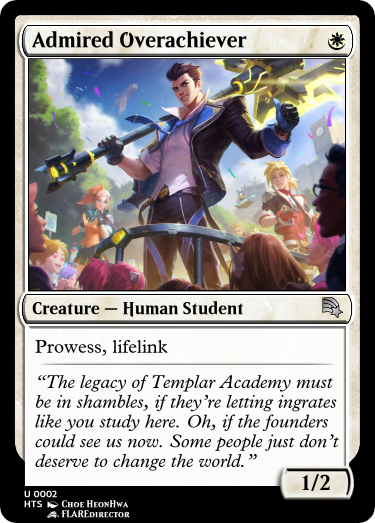 Admired Overachiever
Creature — Human Student
Prowess, lifelink
“The legacy of Templar Academy must
be in shambles, if they’re letting ingrates
like you study here. Oh, if the founders
could see us now. Some people just don’t
deserve to change the world.”
1/2
U 0002
HTS Choe HeonHwa
FLAREdirector